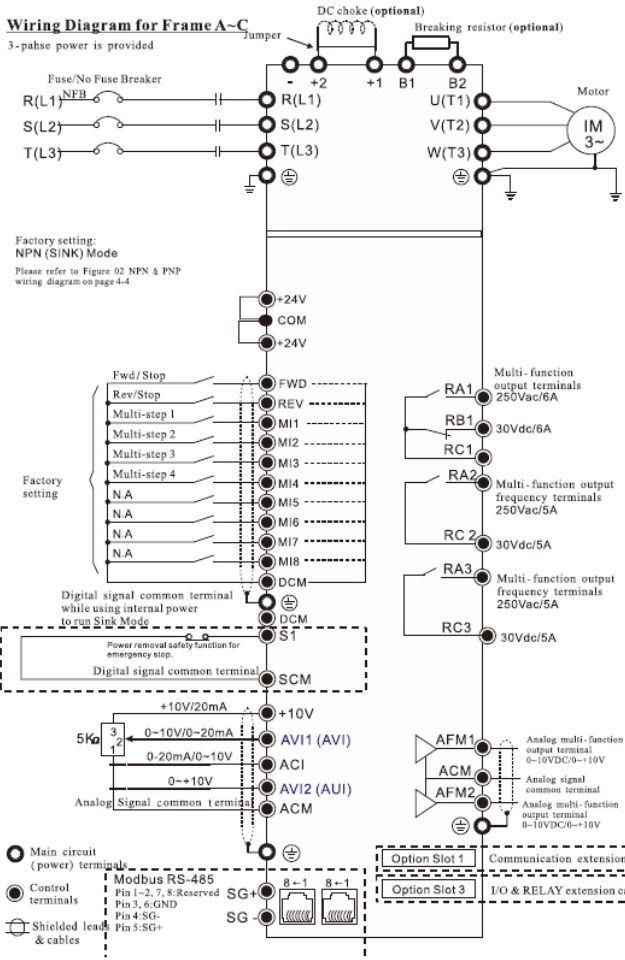 Wiring Diagram for Frame A~C
3-pahse power is provided
DC choke (optional)
Jumper
Breaking resistor (optional)
- +2 +1 B1 B2
Fuse/No Fuse Breaker
NFB
R(L1) R(L1)
S(L2) S(L2)
T(L3) T(L3)
U(T1)
V(T2)
W(T3)
Motor
IM
3~
Factory setting:
NPN (SINK) Mode
Please refer to Figure 02 NPN & PNP
wiring diagram on page 4-4
+24V
COM
+24V
Factory
setting
Fwd/Stop FWD
Rev/Stop REV
Multi-step 1 MI1
Multi-step 2 MI2
Multi-step 3 MI3
Multi-step 4 MI4
N.A MI5
N.A MI6
N.A MI7
N.A MI8
DCM
Digital signal common terminal
while using internal power
to run Sink Mode
DCM
S1
Power removal safety function for
emergency stop.
Digital signal common terminal
SCM
RA1
RB1
RC1
Multi-function
output terminals
250Vac/6A
30Vdc/6A
RA2
RC 2
Multi-function output
frequency terminals
250Vac/5A
30Vdc/5A
RA3
RC3
Multi-function output
frequency terminals
250Vac/5A
30Vdc/5A
+10V/20mA +10V
5KΩ
3
2
1
0~10V/0~20mA AVI1 (AVI)
0-20mA/0~10V ACI
0~+10V AVI2 (AUI)
Analog Signal common terminal ACM
AFM1
ACM
AFM2
Analog multi-function
output terminal
0~10VDC/0~+10V
Analog signal
common terminal
Analog multi-function
output terminal
0~10VDC/0~+10V
Main circuit
(power) terminals
Control
terminals
Shielded leads
& cables
Modbus RS-485
Pin 1~2, 7, 8:Reserved
Pin 3, 6:GND
Pin 4:SG-
Pin 5:SG+
SG+
SG -
8←1 8←1
Option Slot 1 Communication extension
Option Slot 3 I/O & RELAY extension